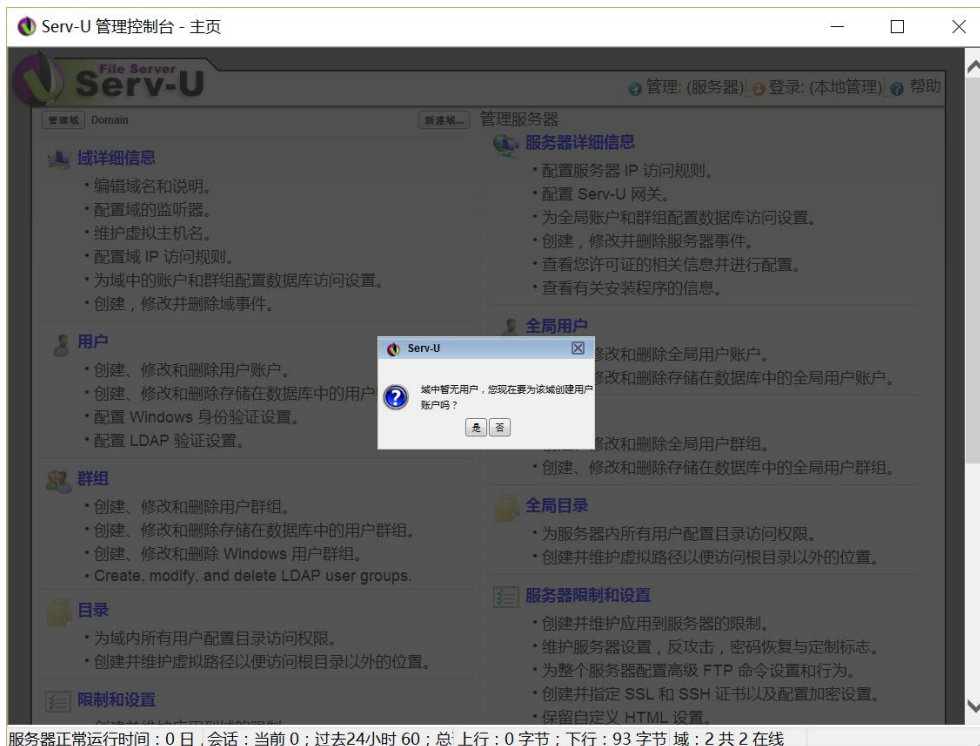 Serv-U 管理控制台 - 主页
File Server
Serv-U
管理: (服务器) 登录: (本地管理) 帮助
管理域 Domain 新建域...
域详细信息
• 编辑域名和说明。
• 配置域的监听器。
• 维护虚拟主机名。
• 配置域 IP 访问规则。
• 为域中的账户和群组配置数据库访问设置。
• 创建，修改并删除域事件。
用户
• 创建、修改和删除用户账户。
• 创建、修改和删除存储在数据库中的用户
• 配置 Windows 身份验证设置。
• 配置 LDAP 验证设置。
群组
• 创建、修改和删除用户群组。
• 创建、修改和删除存储在数据库中的用户群组。
• 创建、修改和删除 Windows 用户群组。
• Create, modify, and delete LDAP user groups.
目录
• 为域内所有用户配置目录访问权限。
• 创建并维护虚拟路径以便访问根目录以外的位置。
限制和设置
管理服务器
服务器详细信息
• 配置服务器 IP 访问规则。
• 配置 Serv-U 网关。
• 为全局账户和群组配置数据库访问设置。
• 创建，修改并删除服务器事件。
• 查看您许可证的相关信息并进行配置。
• 查看有关安装程序的信息。
全局用户
修改和删除全局用户账户。
修改和删除存储在数据库中的全局用户账户。
修改和删除全局用户群组。
• 创建、修改和删除存储在数据库中的全局用户群组。
全局目录
• 为服务器内所有用户配置目录访问权限。
• 创建并维护虚拟路径以便访问根目录以外的位置。
服务器限制和设置
• 创建并维护应用到服务器的限制。
• 维护服务器设置，反攻击，密码恢复与定制标志。
• 为整个服务器配置高级 FTP 命令设置和行为。
• 创建并指定 SSL 和 SSH 证书以及配置加密设置。
• 保留自定义 HTML 设置。
Serv-U
域中暂无用户，您现在要为该域创建用户
账户吗？
是 否
服务器正常运行时间：0 日 , 会话：当前 0；过去24小时 60；总 上行：0 字节；下行：93 字节 域：2 共 2 在线